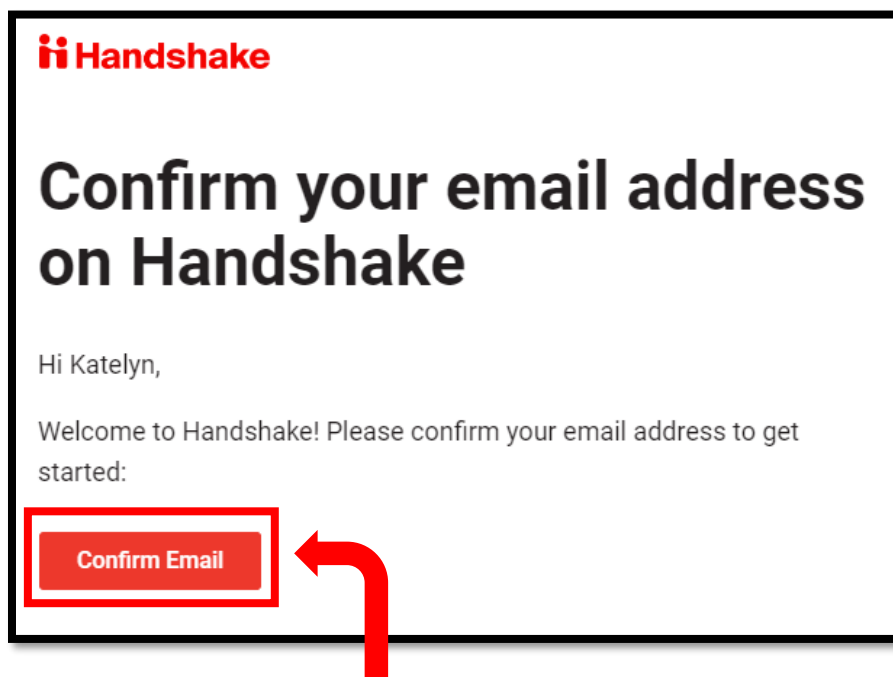 Handshake
Confirm your email address
on Handshake
Hi Katelyn,
Welcome to Handshake! Please confirm your email address to get
started:
Confirm Email